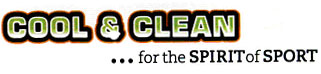 COOL & CLEAN
... for the SPIRIT of SPORT